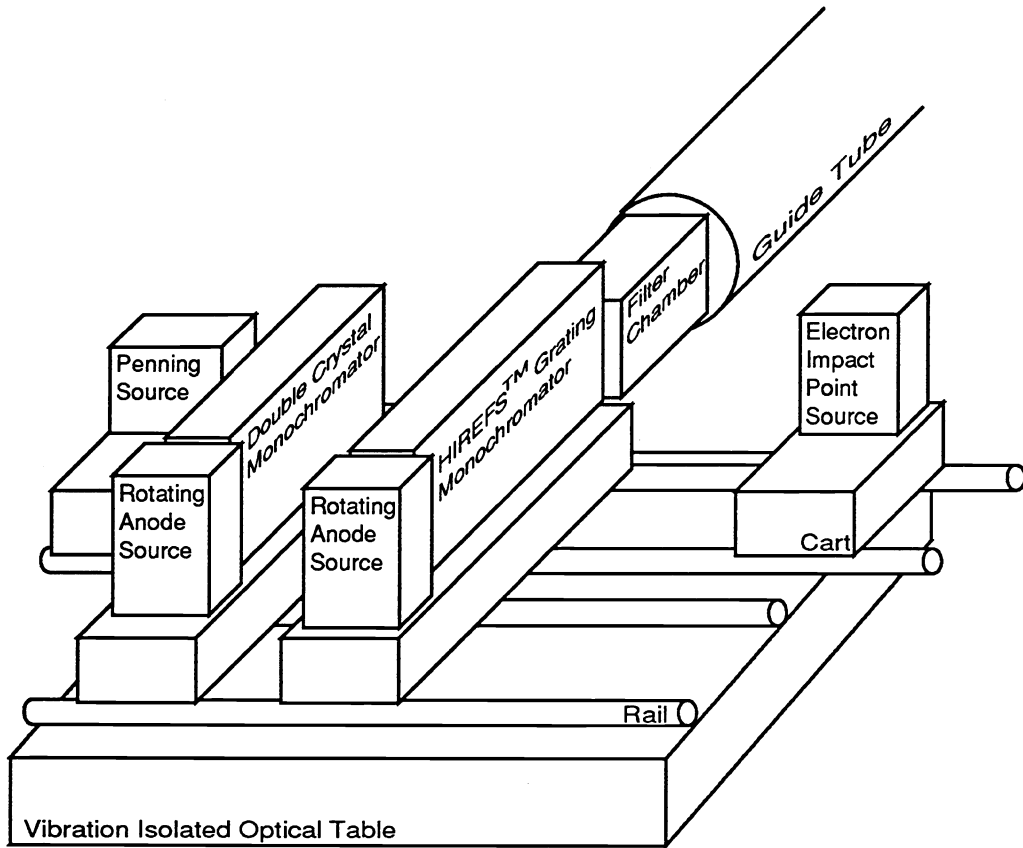 Guide Tube
Filter
Chamber
Electron
Impact
Point
Source
Penning
Source
Double Crystal
Monochromator
HIREFS™ Grating
Monochromator
Rotating
Anode
Source
Rotating
Anode
Source
Cart
Rail
Vibration Isolated Optical Table